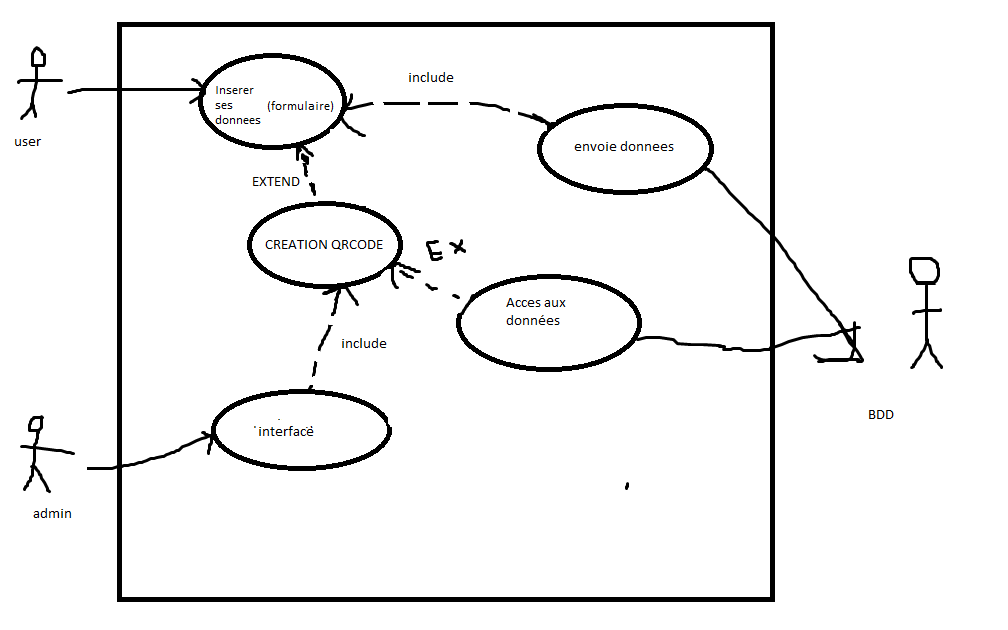 include
Inserer
ses
donnees
(formulaire)
user
envoie donnees
EXTEND
CREATION QRCODE
EX
Acces aux
données
include
BDD
interface
admin